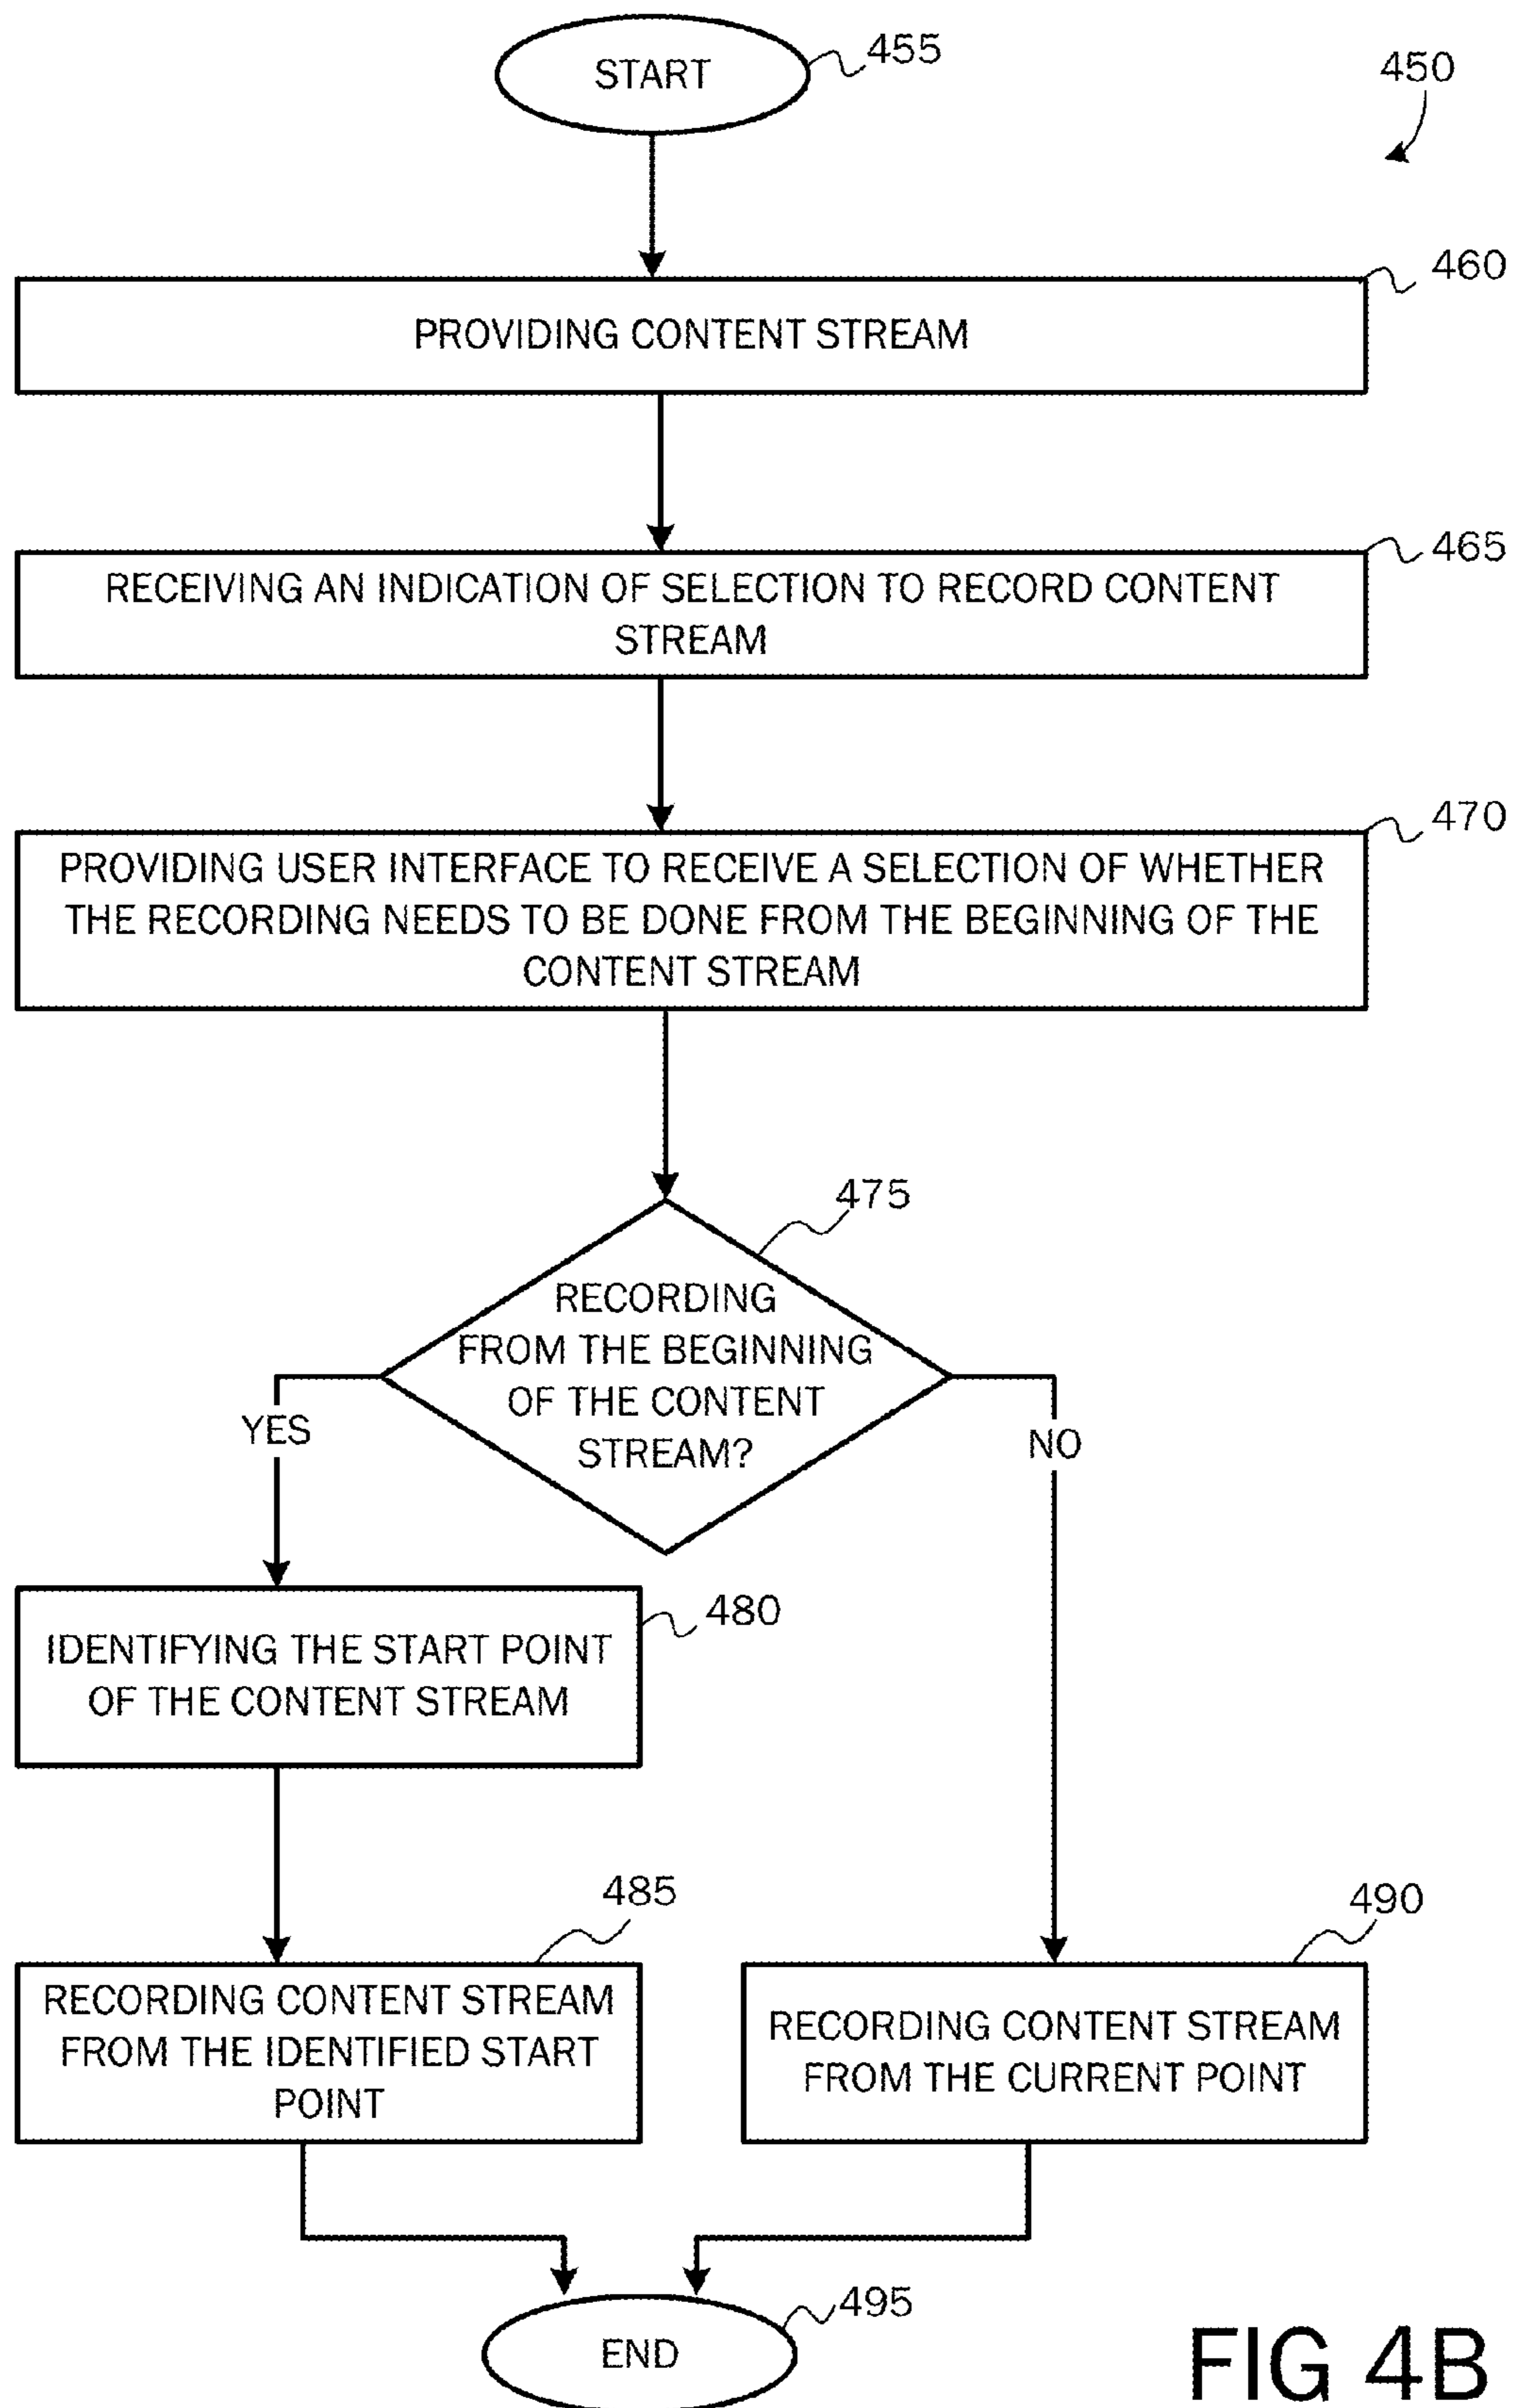 START
455
450
460
PROVIDING CONTENT STREAM
465
RECEIVING AN INDICATION OF SELECTION TO RECORD CONTENT
STREAM
470
PROVIDING USER INTERFACE TO RECEIVE A SELECTION OF WHETHER
THE RECORDING NEEDS TO BE DONE FROM THE BEGINNING OF THE
CONTENT STREAM
475
RECORDING
FROM THE BEGINNING
OF THE CONTENT
STREAM?
YES
NO
480
IDENTIFYING THE START POINT
OF THE CONTENT STREAM
485
490
RECORDING CONTENT STREAM
FROM THE IDENTIFIED START
POINT
RECORDING CONTENT STREAM
FROM THE CURRENT POINT
495
END
FIG 4B